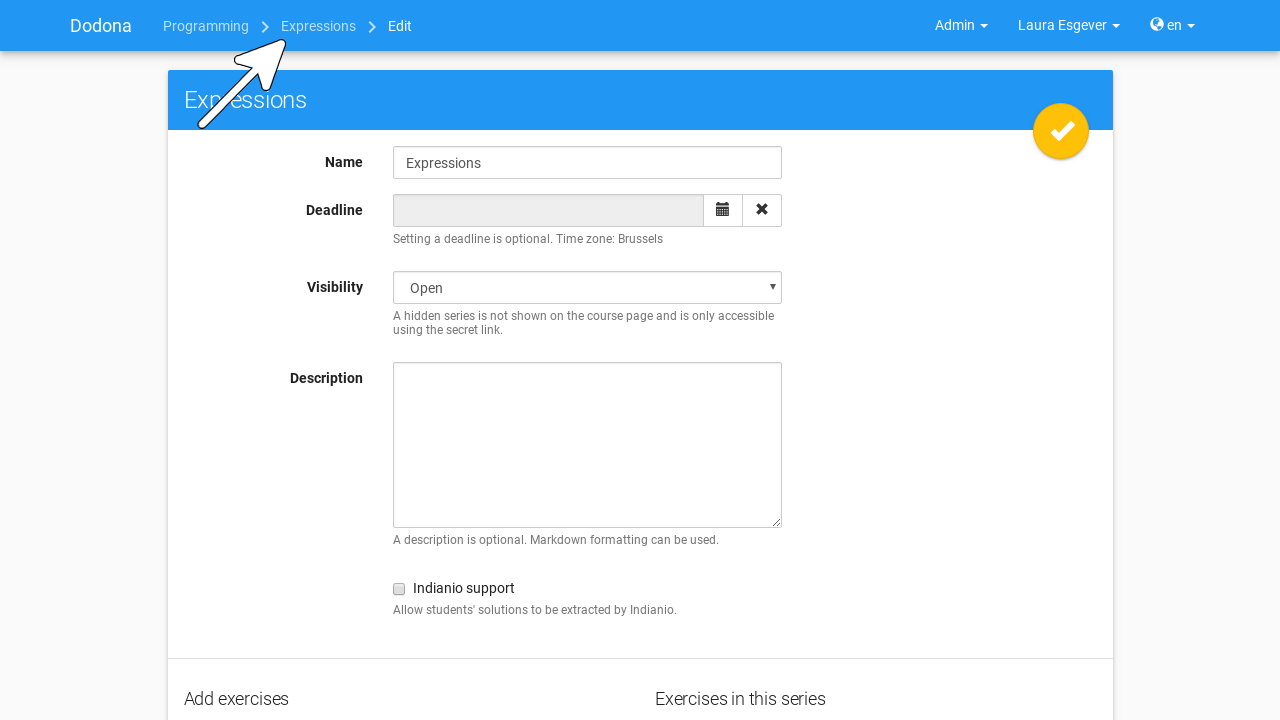 Dodona Programming Expressions Edit Admin Laura Esgever en
Expressions
Name Expressions
Deadline
Setting a deadline is optional. Time zone: Brussels
Visibility Open
A hidden series is not shown on the course page and is only accessible
using the secret link.
Description
A description is optional. Markdown formatting can be used.
Indianio support
Allow students' solutions to be extracted by Indianio.
Add exercises Exercises in this series